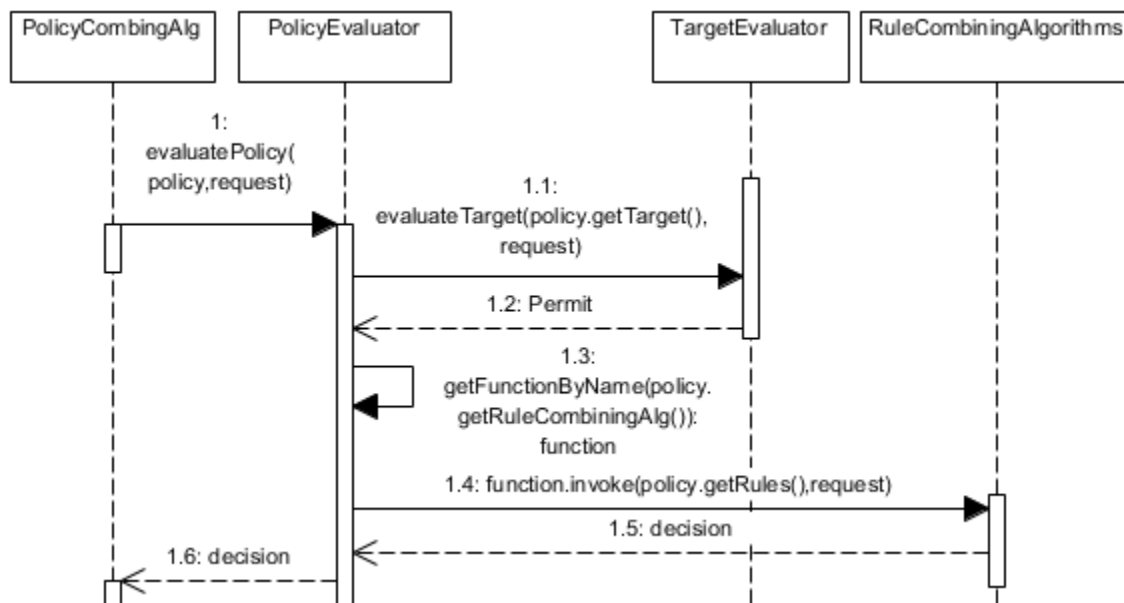 PolicyCombingAlg
PolicyEvaluator
TargetEvaluator
RuleCombiningAlgorithms
1:
evaluatePolicy(
policy,request)
1.1:
evaluateTarget(policy.getTarget(),
request)
1.2: Permit
1.3:
getFunctionByName(policy.
getRuleCombiningAlg()):
function
1.4: function.invoke(policy.getRules(),request)
1.5: decision
1.6: decision